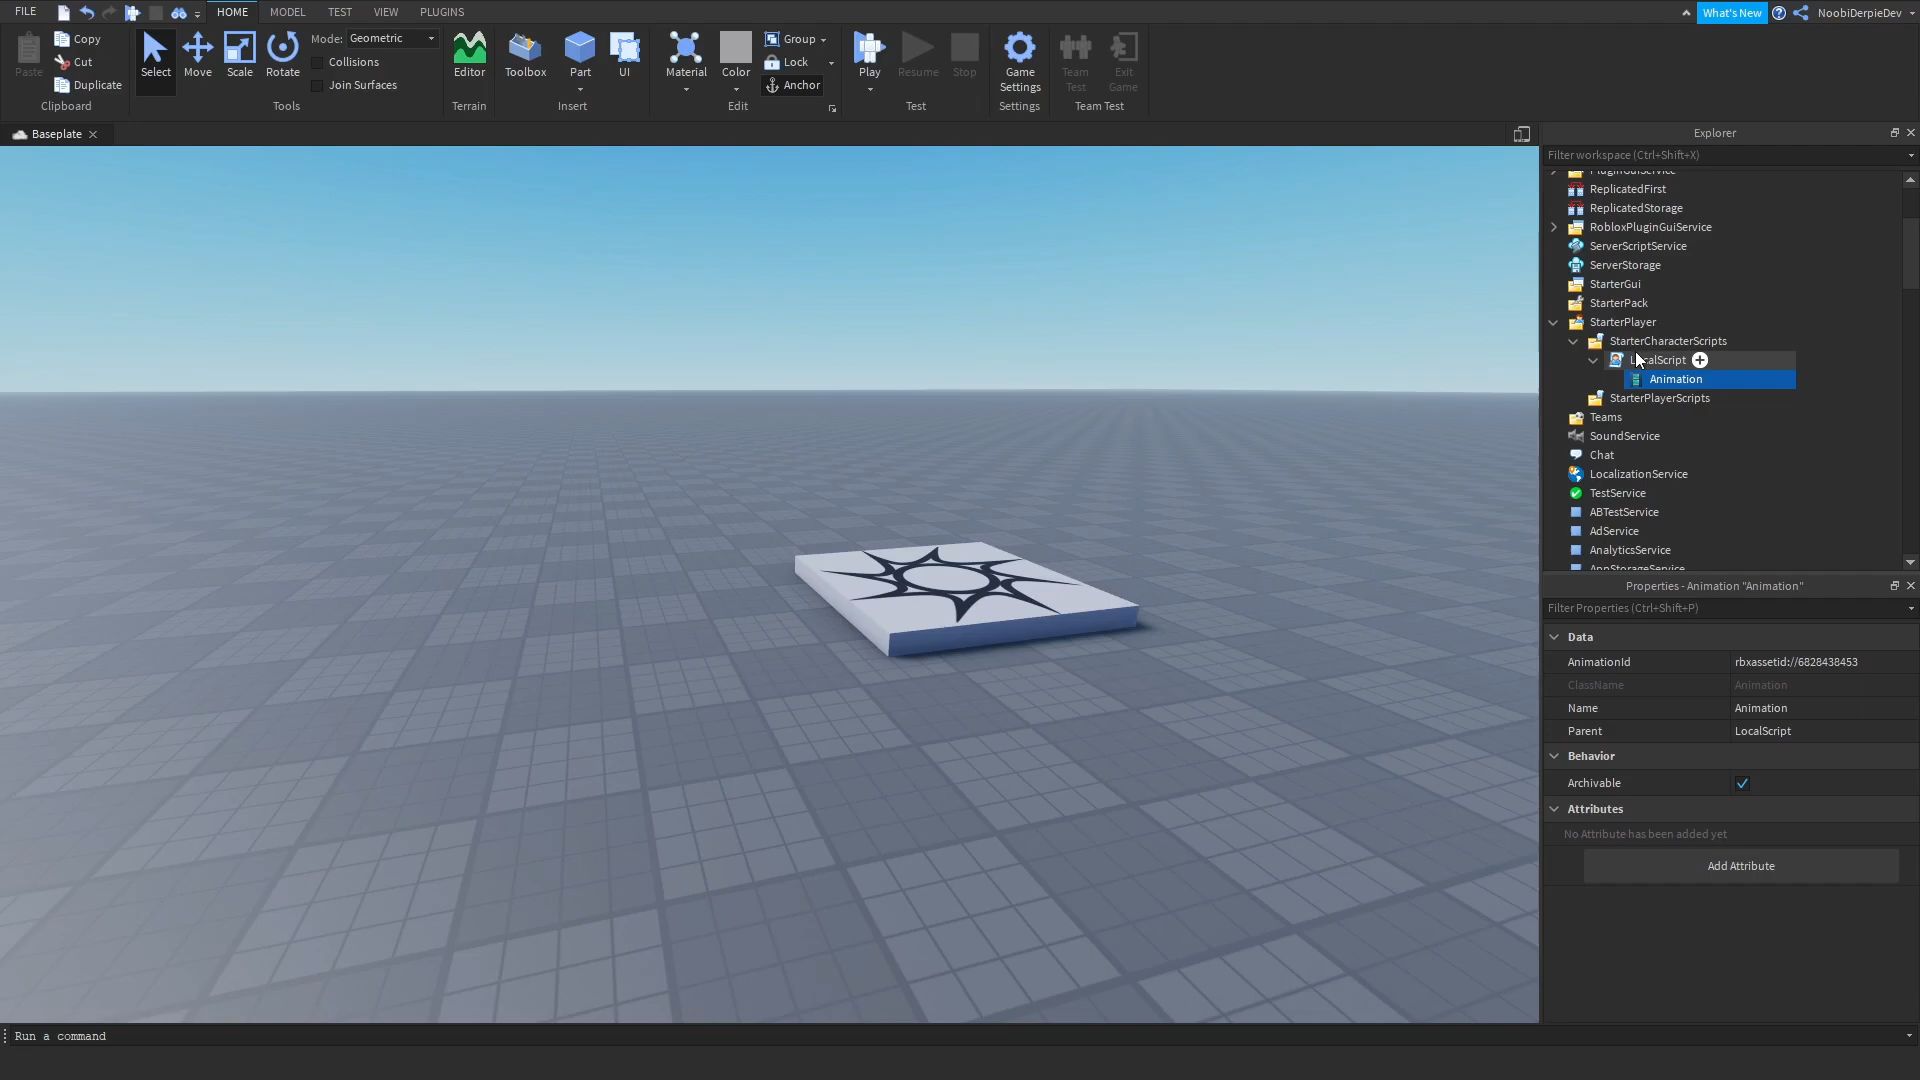 FILE HOME MODEL TEST VIEW PLUGINS What's New NoobiDerpieDev
Paste Copy Cut Duplicate Clipboard
Select Move Scale Rotate Mode: Geometric Collisions Join Surfaces Tools
Editor Terrain
Toolbox Part UI Insert
Material Color Group Lock Anchor Edit
Play Resume Stop Test
Game Settings Settings
Team Test Exit Game Team Test
Baseplate
Explorer
Filter workspace (Ctrl+Shift+X)
PluginGuiService
ReplicatedFirst
ReplicatedStorage
RobloxPluginGuiService
ServerScriptService
ServerStorage
StarterGui
StarterPack
StarterPlayer
StarterCharacterScripts
LocalScript
Animation
StarterPlayerScripts
Teams
SoundService
Chat
LocalizationService
TestService
ABTestService
AdService
AnalyticsService
AppStorageService
Properties - Animation "Animation"
Filter Properties (Ctrl+Shift+P)
Data
AnimationId rbxassetid://6828438453
ClassName Animation
Name Animation
Parent LocalScript
Behavior
Archivable
Attributes
No Attribute has been added yet
Add Attribute
Run a command